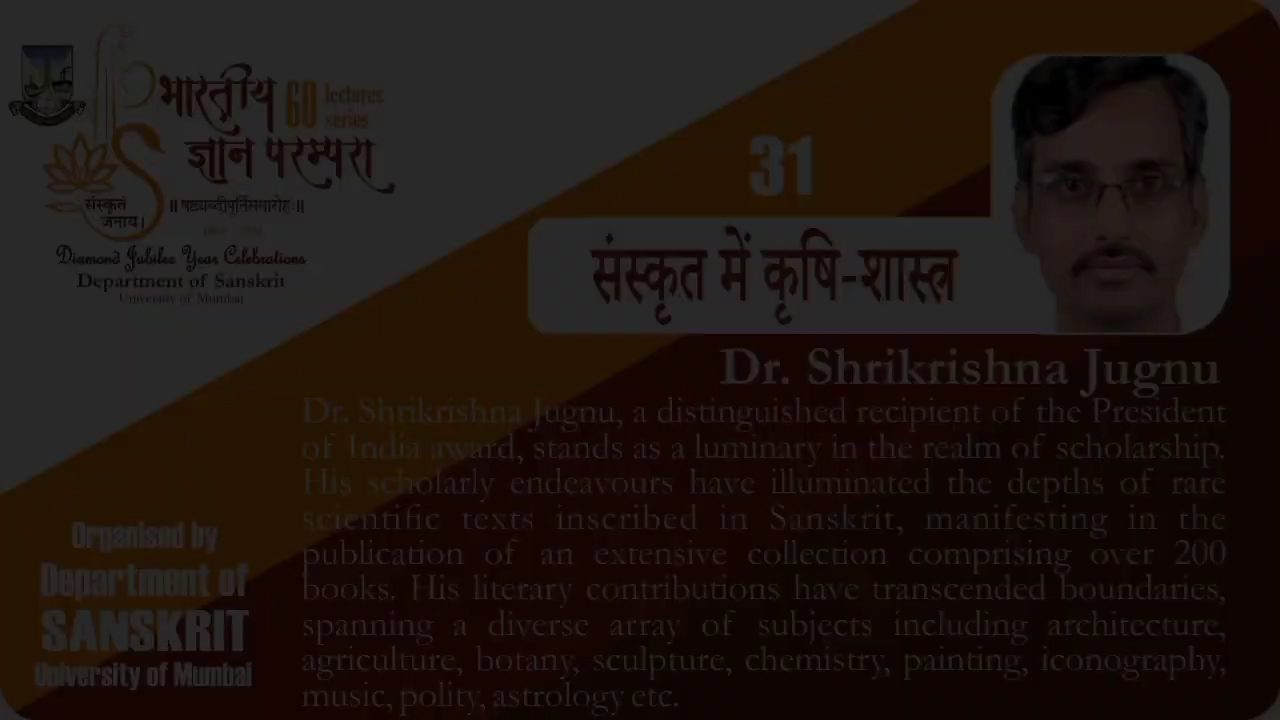 भारतीय 60 lectures series
ज्ञान परम्परा
संस्कृतं
जनाय।
॥ षष्ट्यब्दीपूर्तिसमारोहः॥
Diamond Jubilee Year Celebrations
Department of Sanskrit
University of Mumbai
31
संस्कृत में कृषि-शास्त्र
Dr. Shrikrishna Jugnu
Dr. Shrikrishna Jugnu, a distinguished recipient of the President
of India award, stands as a luminary in the realm of scholarship.
His scholarly endeavours have illuminated the depths of rare
scientific texts inscribed in Sanskrit, manifesting in the
publication of an extensive collection comprising over 200
books. His literary contributions have transcended boundaries,
spanning a diverse array of subjects including architecture,
agriculture, botany, sculpture, chemistry, painting, iconography,
music, polity, astrology etc.
Organised by
Department of
SANSKRIT
University of Mumbai